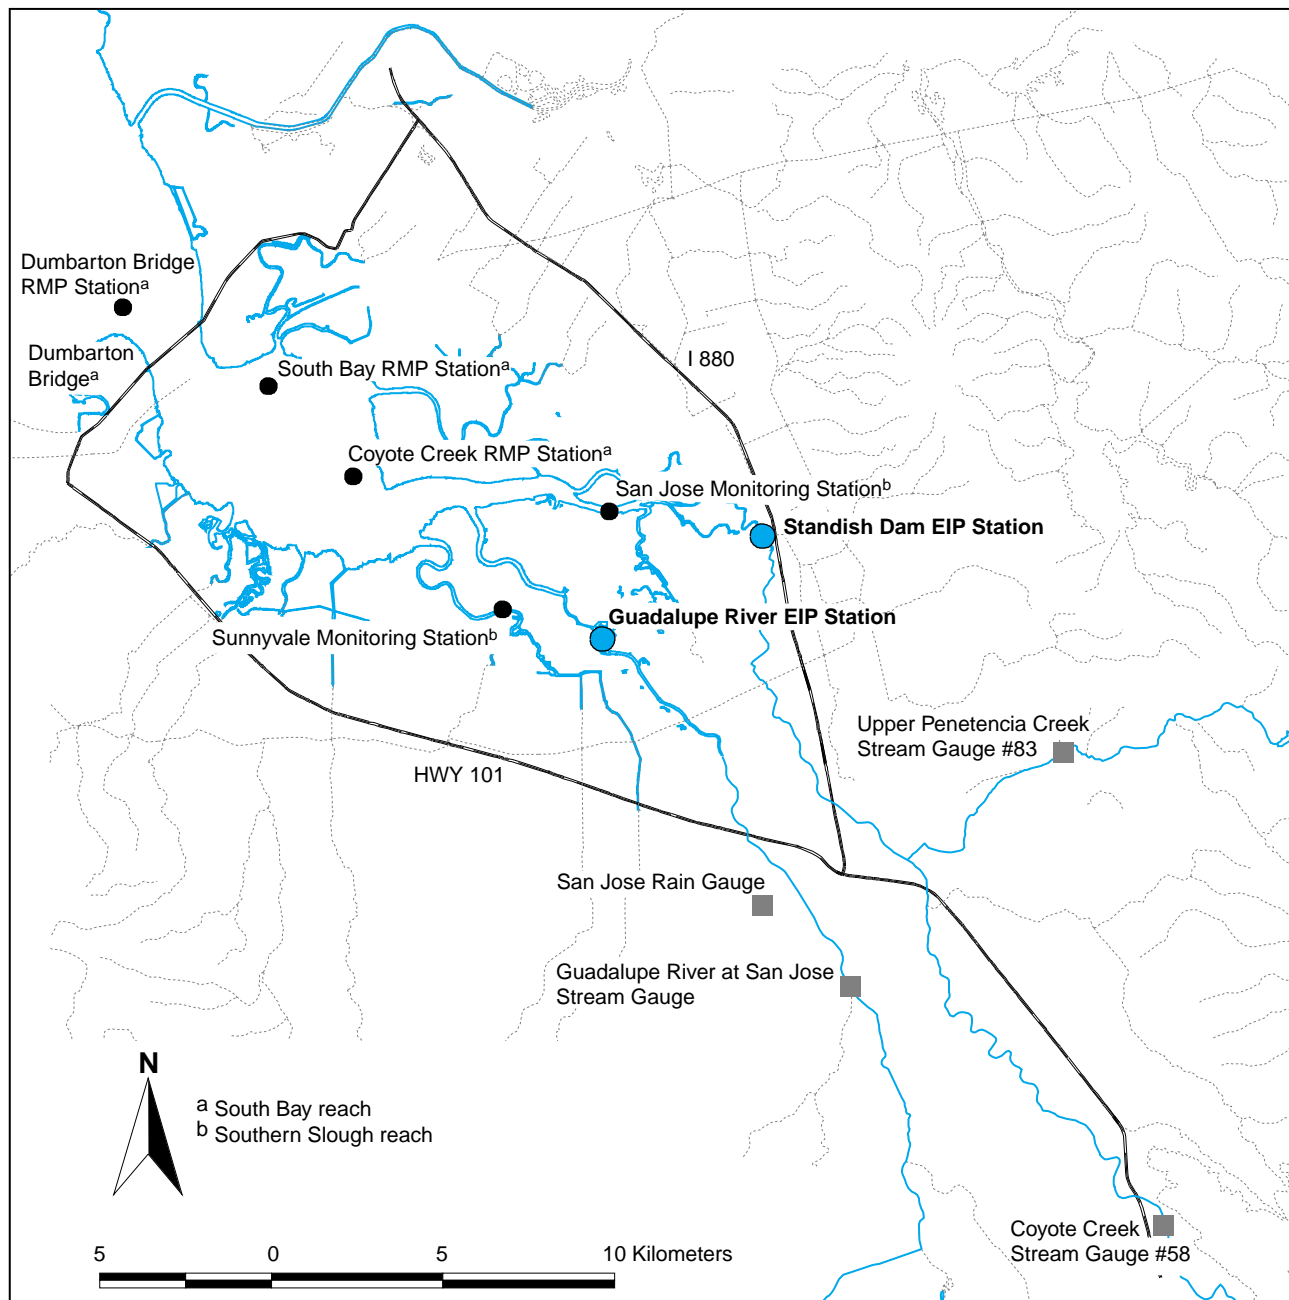 Dumbarton Bridge
RMP Stationa
Dumbarton
Bridgea
South Bay RMP Stationa
I 880
Coyote Creek RMP Stationa
San Jose Monitoring Stationb
Standish Dam EIP Station
Guadalupe River EIP Station
Sunnyvale Monitoring Stationb
Upper Penetencia Creek
Stream Gauge #83
HWY 101
San Jose Rain Gauge
Guadalupe River at San Jose
Stream Gauge
N
a South Bay reach
b Southern Slough reach
Coyote Creek
Stream Gauge #58
5 0 5 10 Kilometers